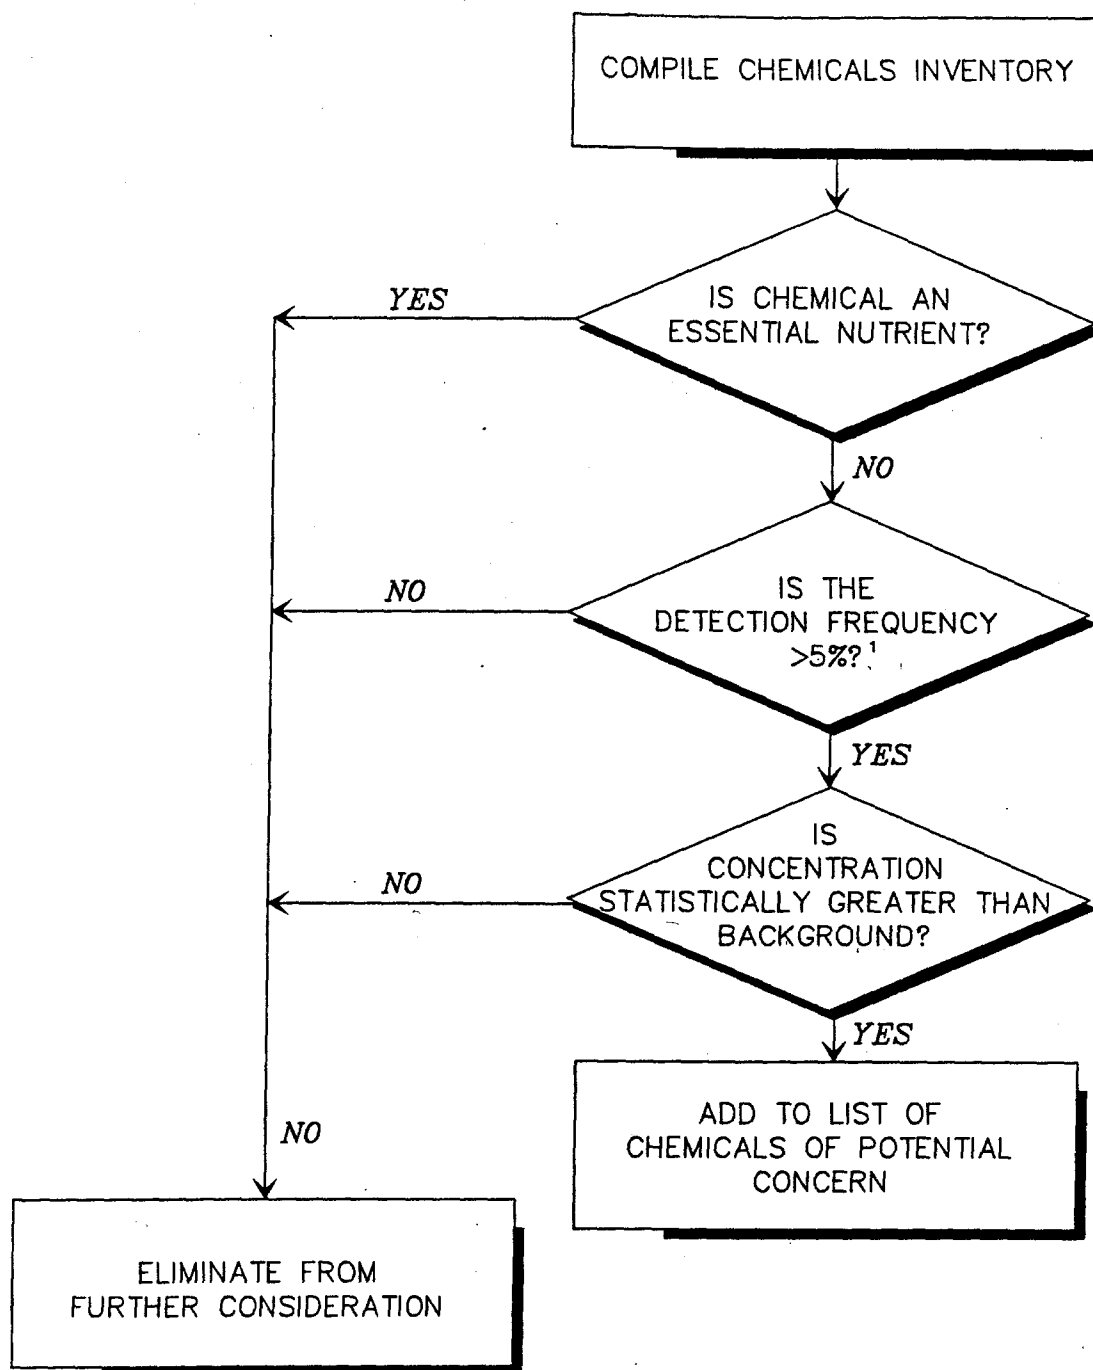 COMPILE CHEMICALS INVENTORY
YES
IS CHEMICAL AN
ESSENTIAL NUTRIENT?
NO
NO
IS THE
DETECTION FREQUENCY
>5%?¹
YES
NO
IS
CONCENTRATION
STATISTICALLY GREATER THAN
BACKGROUND?
YES
NO
ADD TO LIST OF
CHEMICALS OF POTENTIAL
CONCERN
ELIMINATE FROM
FURTHER CONSIDERATION